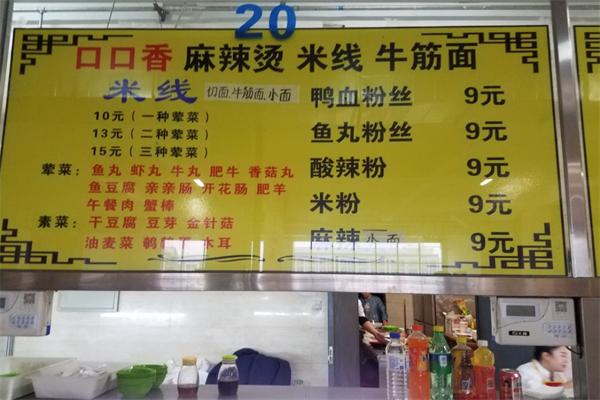 20
口口香 麻辣烫 米线 牛筋面
米线 切面、牛筋面、小面
10元（一种荤菜）
13元（二种荤菜）
15元（三种荤菜）
荤菜：鱼丸 虾丸 牛丸 肥牛 香菇丸
鱼豆腐 亲亲肠 开花肠 肥羊
午餐肉 蟹棒
素菜：干豆腐 豆芽 金针菇
油麦菜 鹌鹑蛋 木耳
鸭血粉丝 9元
鱼丸粉丝 9元
酸辣粉 9元
米粉 9元
麻辣小面 9元